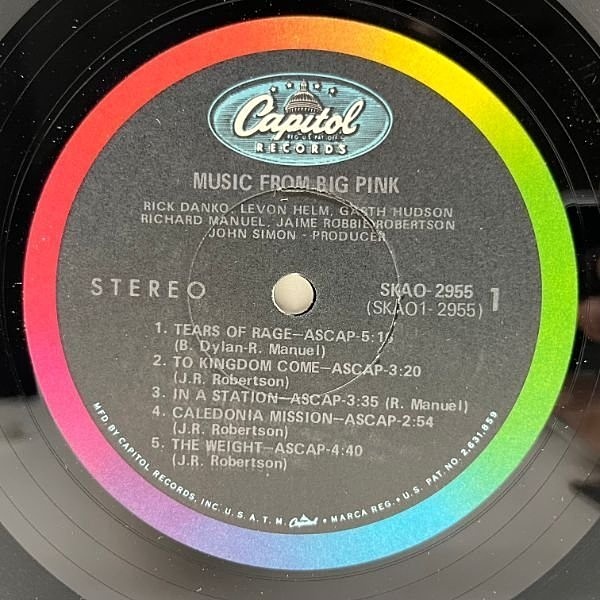 Capitol
REG. U.S. PAT. OFF.
RECORDS
MUSIC FROM BIG PINK
RICK DANKO, LEVON HELM, GARTH HUDSON
RICHARD MANUEL, JAIME ROBBIE ROBERTSON
JOHN SIMON - PRODUCER
STEREO
SKAO-2955 1
(SKAO1-2955)
1. TEARS OF RAGE—ASCAP-5:16
(B. Dylan-R. Manuel)
2. TO KINGDOM COME—ASCAP-3:20
(J.R. Robertson)
3. IN A STATION—ASCAP-3:35 (R. Manuel)
4. CALEDONIA MISSION—ASCAP-2:54
(J.R. Robertson)
5. THE WEIGHT—ASCAP-4:40
(J.R. Robertson)
MFD. BY CAPITOL RECORDS, INC. U.S.A. T.M. Capitol • MARCA REG. • U.S. PAT. NO. 2,631,859